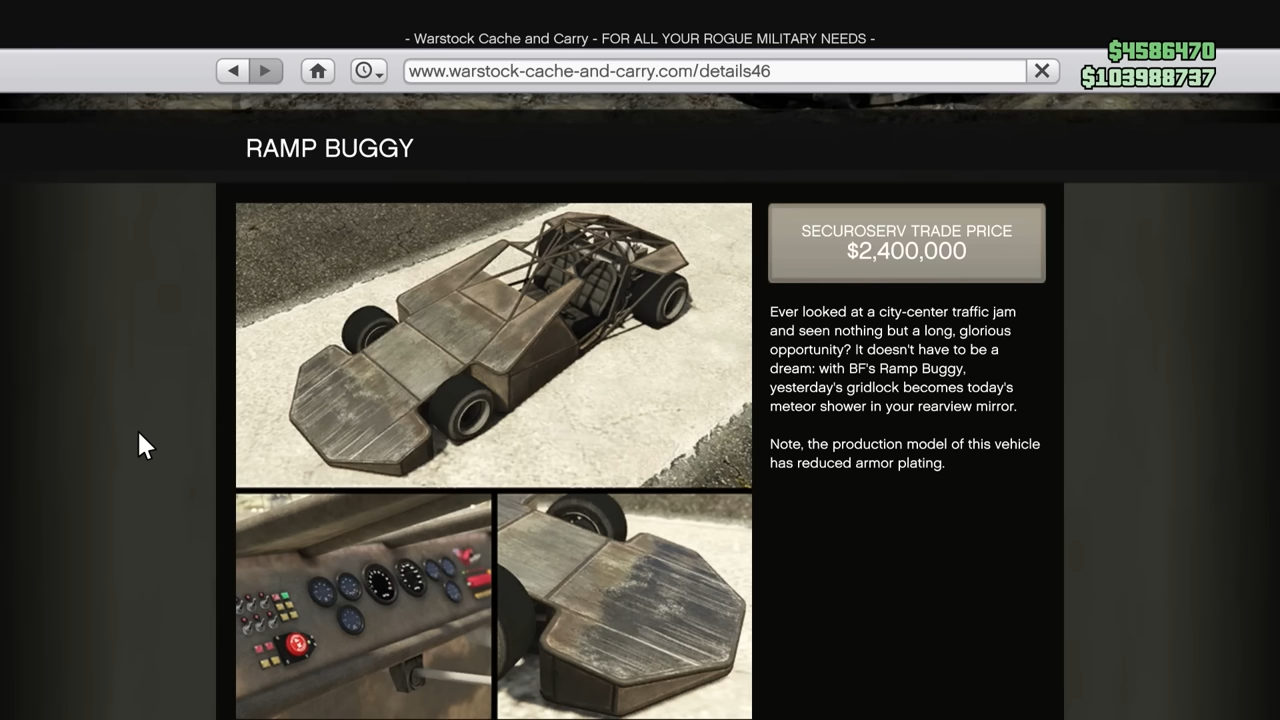 - Warstock Cache and Carry - FOR ALL YOUR ROGUE MILITARY NEEDS -
$4586470
www.warstock-cache-and-carry.com/details46
$103988737
RAMP BUGGY
SECUROSERV TRADE PRICE
$2,400,000
Ever looked at a city-center traffic jam
and seen nothing but a long, glorious
opportunity? It doesn't have to be a
dream: with BF's Ramp Buggy,
yesterday's gridlock becomes today's
meteor shower in your rearview mirror.
Note, the production model of this vehicle
has reduced armor plating.